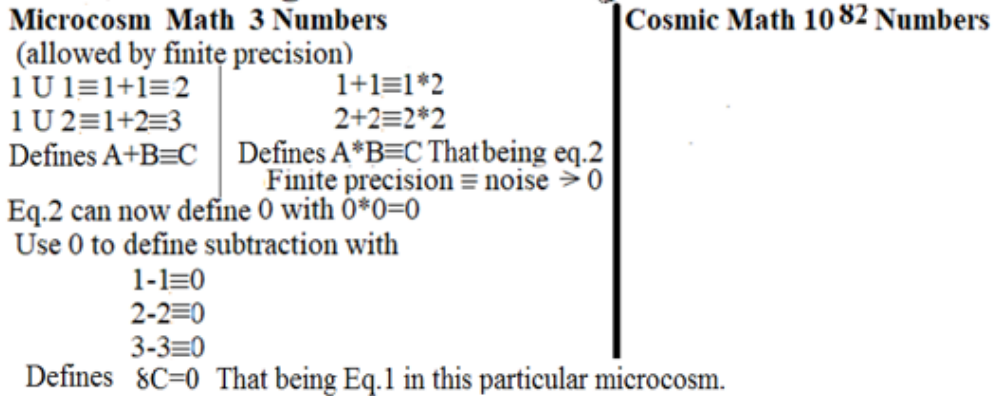 Microcosm Math 3 Numbers
Cosmic Math 10⁸² Numbers
(allowed by finite precision)
1 U 1≡1+1≡2
1+1≡1*2
1 U 2≡1+2≡3
2+2≡2*2
Defines A+B≡C
Defines A*B≡C That being eq.2
Finite precision ≡ noise > 0
Eq.2 can now define 0 with 0*0=0
Use 0 to define subtraction with
1-1≡0
2-2≡0
3-3≡0
Defines δC=0 That being Eq.1 in this particular microcosm.